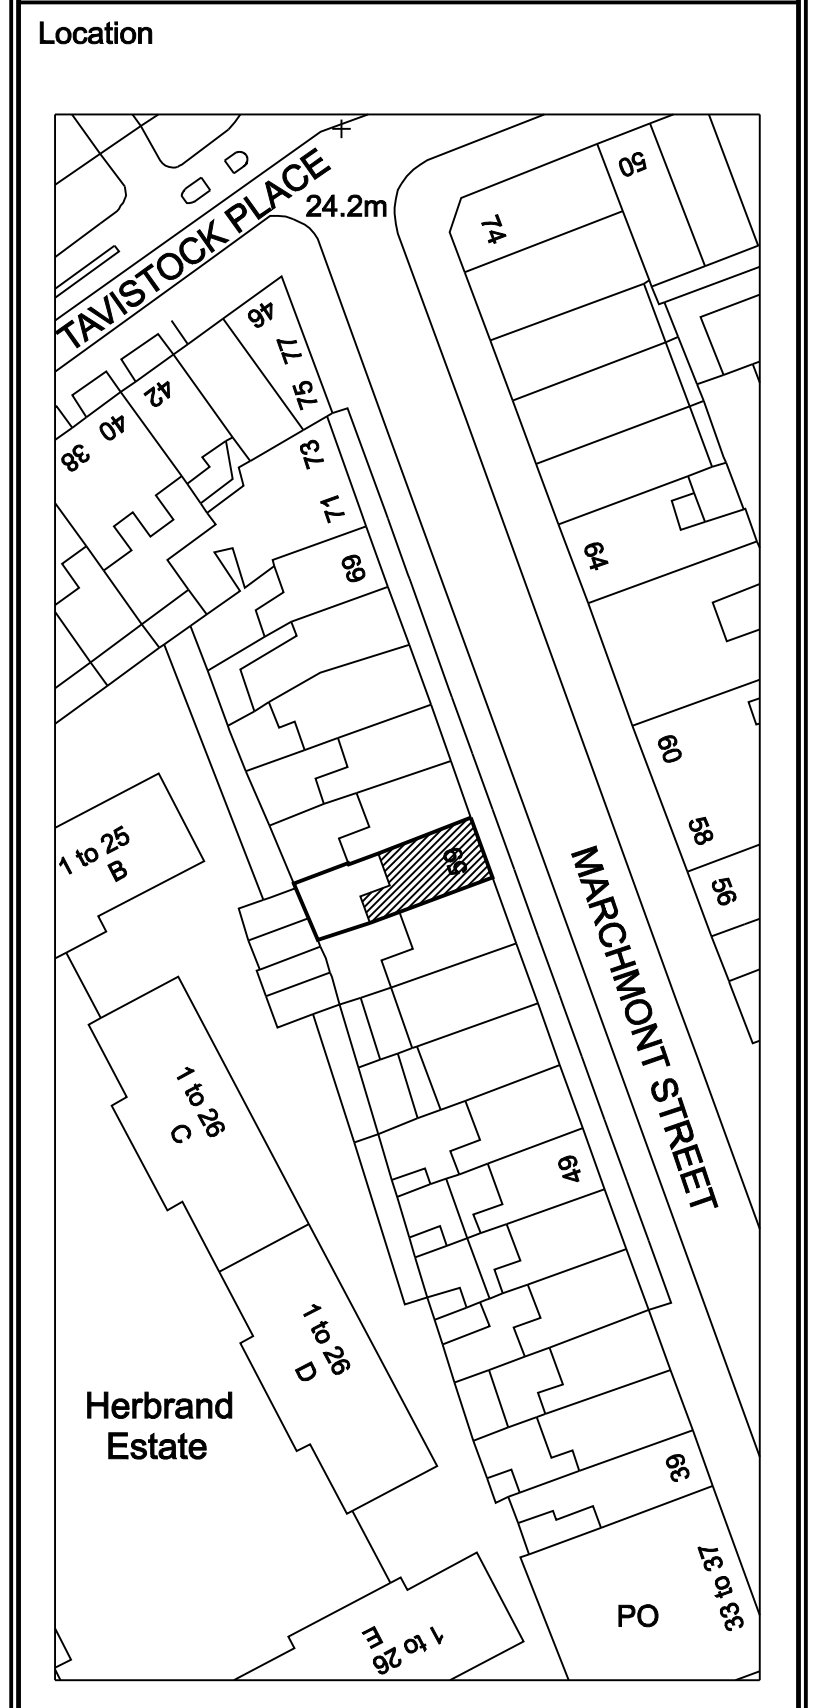 Location
TAVISTOCK PLACE
24.2m
50
74
46
77
75
42
40
38
73
71
69
64
60
58
56
59
1 to 25
B
MARCHMONT STREET
1 to 26
C
49
1 to 26
D
Herbrand
Estate
39
33 to 37
PO
1 to 26
E